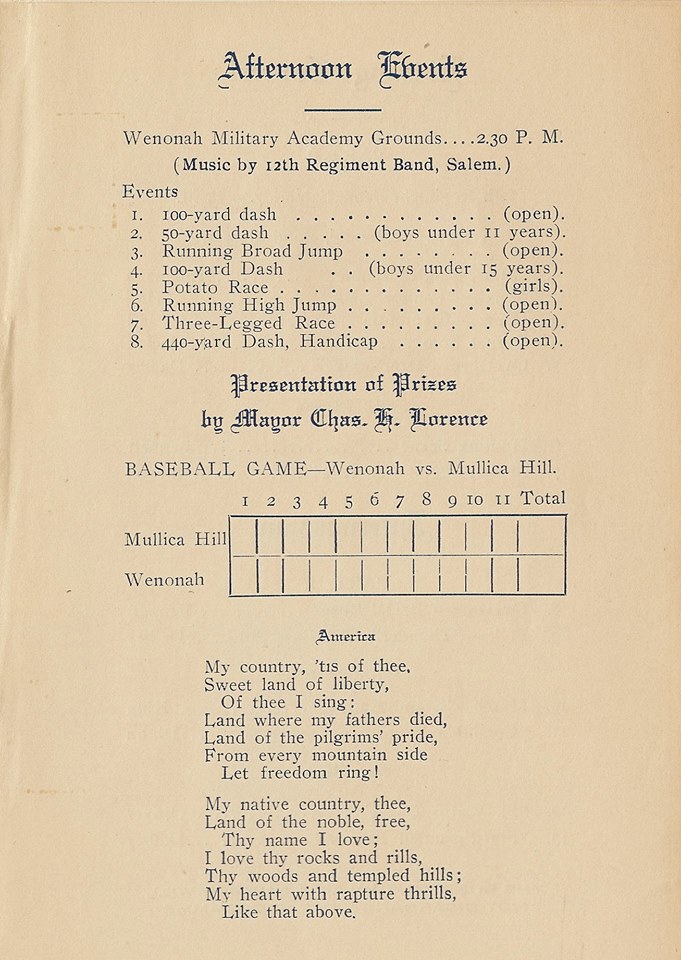 Afternoon Events
Wenonah Military Academy Grounds....2.30 P. M.
(Music by 12th Regiment Band, Salem.)
Events
1. 100-yard dash . . . . . . . . . . . . (open).
2. 50-yard dash . . . . . (boys under 11 years).
3. Running Broad Jump . . . . . . . . (open).
4. 100-yard Dash . . (boys under 15 years).
5. Potato Race . . . . . . . . . . . . . (girls).
6. Running High Jump . . . . . . . . . (open).
7. Three-Legged Race . . . . . . . . . (open).
8. 440-yard Dash, Handicap . . . . . . (open).
Presentation of Prizes
by Mayor Chas. H. Lorence
BASEBALL GAME—Wenonah vs. Mullica Hill.
1 2 3 4 5 6 7 8 9 10 11 Total
Mullica Hill
Wenonah
America
My country, 'tis of thee,
Sweet land of liberty,
Of thee I sing:
Land where my fathers died,
Land of the pilgrims' pride,
From every mountain side
Let freedom ring!
My native country, thee,
Land of the noble, free,
Thy name I love;
I love thy rocks and rills,
Thy woods and templed hills;
My heart with rapture thrills,
Like that above.